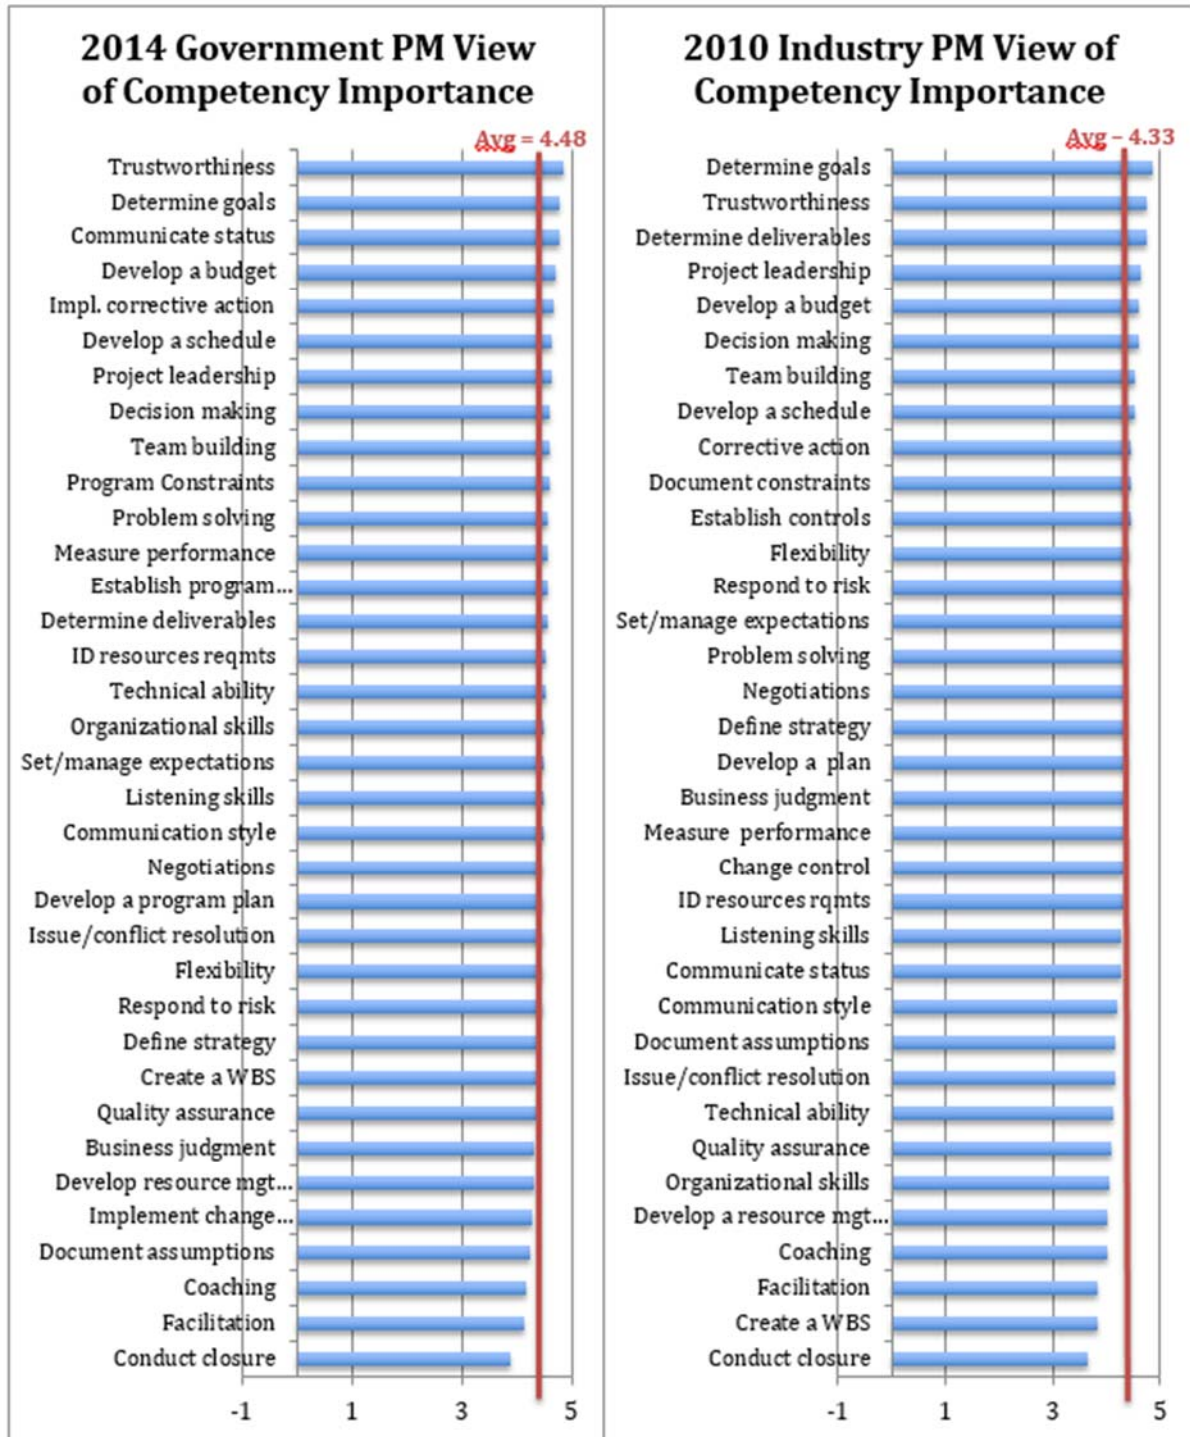 2014 Government PM View
of Competency Importance
Avg = 4.48
Trustworthiness
Determine goals
Communicate status
Develop a budget
Impl. corrective action
Develop a schedule
Project leadership
Decision making
Team building
Program Constraints
Problem solving
Measure performance
Establish program...
Determine deliverables
ID resources reqmts
Technical ability
Organizational skills
Set/manage expectations
Listening skills
Communication style
Negotiations
Develop a program plan
Issue/conflict resolution
Flexibility
Respond to risk
Define strategy
Create a WBS
Quality assurance
Business judgment
Develop resource mgt...
Implement change...
Document assumptions
Coaching
Facilitation
Conduct closure
-1 1 3 5
2010 Industry PM View of
Competency Importance
Avg – 4.33
Determine goals
Trustworthiness
Determine deliverables
Project leadership
Develop a budget
Decision making
Team building
Develop a schedule
Corrective action
Document constraints
Establish controls
Flexibility
Respond to risk
Set/manage expectations
Problem solving
Negotiations
Define strategy
Develop a plan
Business judgment
Measure performance
Change control
ID resources rqmts
Listening skills
Communicate status
Communication style
Document assumptions
Issue/conflict resolution
Technical ability
Quality assurance
Organizational skills
Develop a resource mgt...
Coaching
Facilitation
Create a WBS
Conduct closure
-1 1 3 5